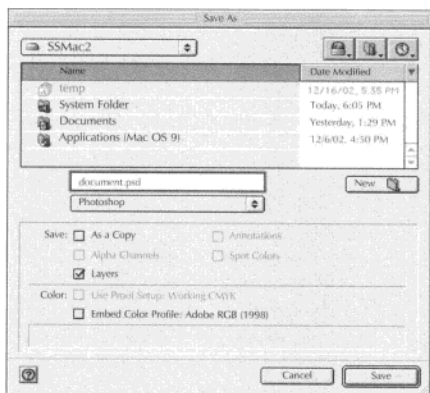 Save As
SSMac2
Name Date Modified
temp 12/16/02, 5:55 PM
System Folder Today, 6:05 PM
Documents Yesterday, 1:29 PM
Applications (Mac OS 9) 12/6/02, 4:50 PM
document.psd New
Photoshop
Save: As a Copy Annotations
Alpha Channels Spot Colors
Layers
Color: Use Proof Setup: Working CMYK
Embed Color Profile: Adobe RGB (1998)
? Cancel Save